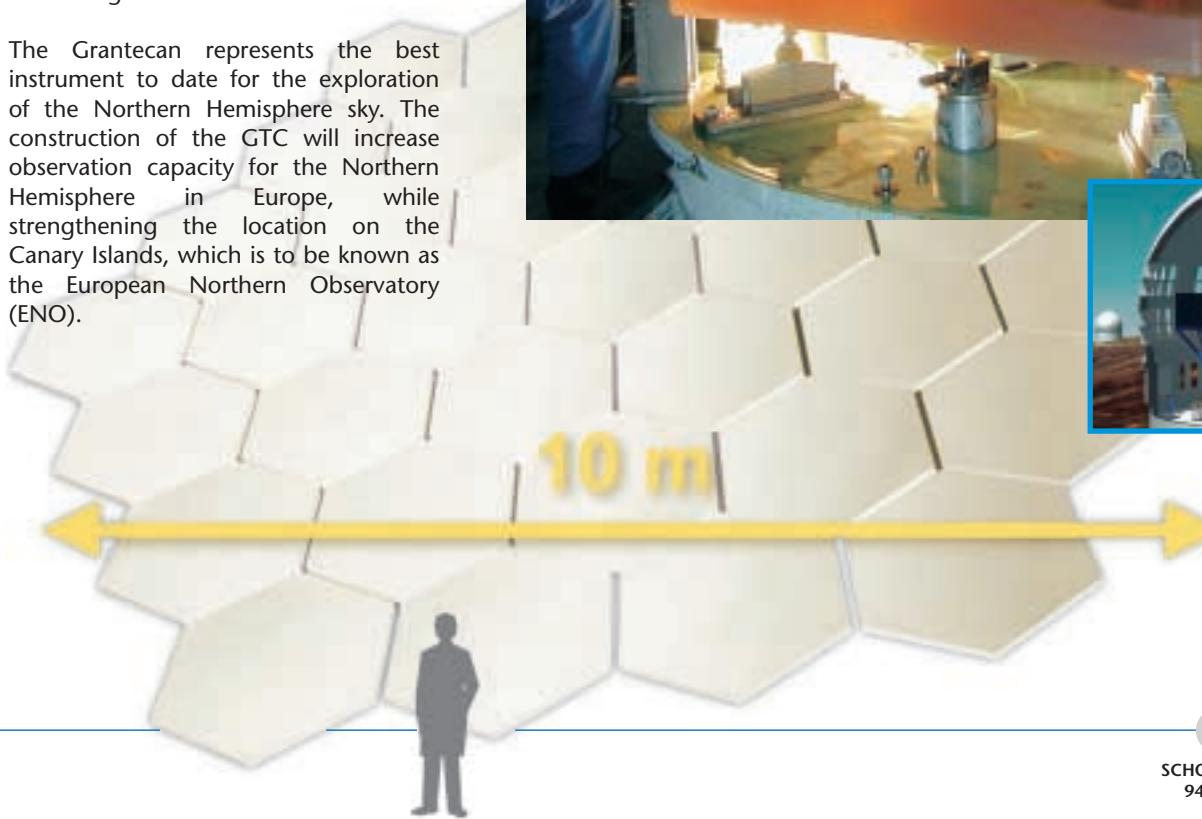 The Grantecan represents the best
instrument to date for the exploration
of the Northern Hemisphere sky. The
construction of the GTC will increase
observation capacity for the Northern
Hemisphere in Europe, while
strengthening the location on the
Canary Islands, which is to be known as
the European Northern Observatory
(ENO).
10 m
94